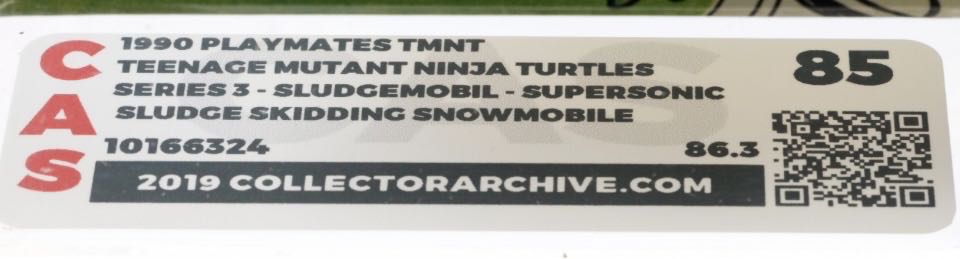 CAS
1990 PLAYMATES TMNT
TEENAGE MUTANT NINJA TURTLES
SERIES 3 - SLUDGEMOBIL - SUPERSONIC
SLUDGE SKIDDING SNOWMOBILE
10166324
86.3
2019 COLLECTORARCHIVE.COM
85